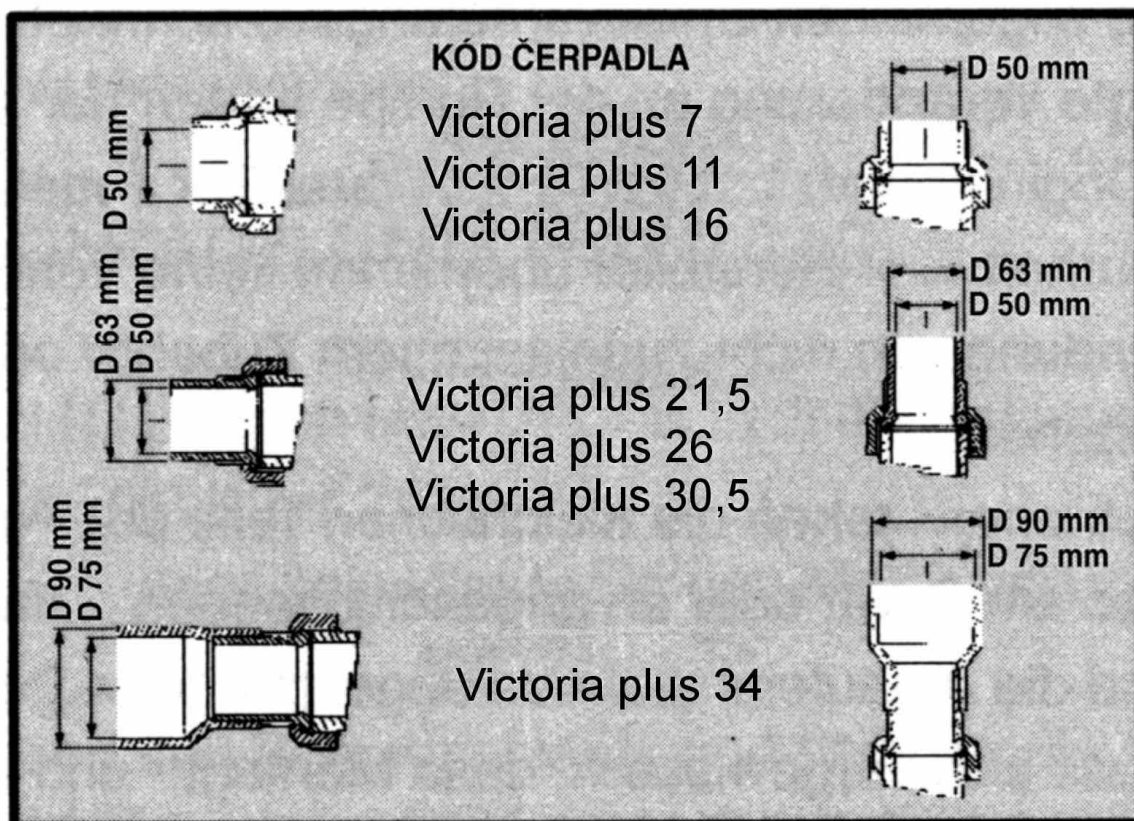 KÓD ČERPADLA
D 50 mm
D 50 mm
Victoria plus 7
Victoria plus 11
Victoria plus 16
D 63 mm
D 50 mm
D 63 mm
D 50 mm
Victoria plus 21,5
Victoria plus 26
Victoria plus 30,5
D 90 mm
D 75 mm
D 90 mm
D 75 mm
Victoria plus 34